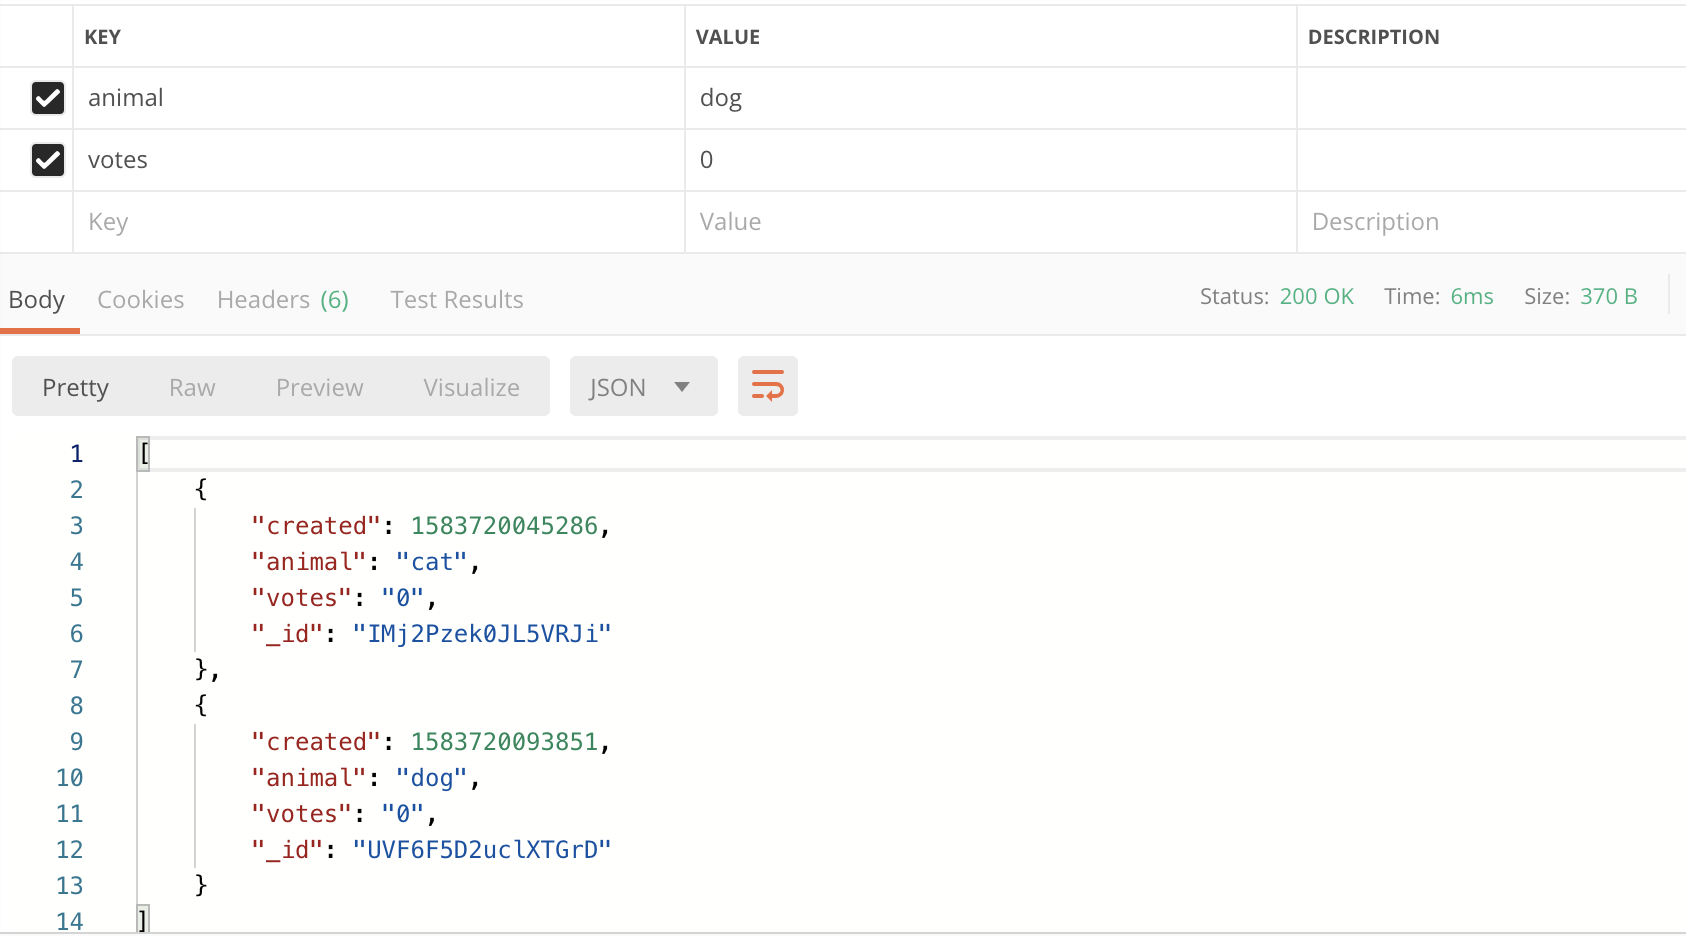 KEY VALUE DESCRIPTION
animal dog
votes 0
Key Value Description
Body Cookies Headers (6) Test Results Status: 200 OK Time: 6ms Size: 370 B
Pretty Raw Preview Visualize JSON
1 [
2 {
3 "created": 1583720045286,
4 "animal": "cat",
5 "votes": "0",
6 "_id": "IMj2Pzek0JL5VRJi"
7 },
8 {
9 "created": 1583720093851,
10 "animal": "dog",
11 "votes": "0",
12 "_id": "UVF6F5D2uclXTGrD"
13 }
14 ]